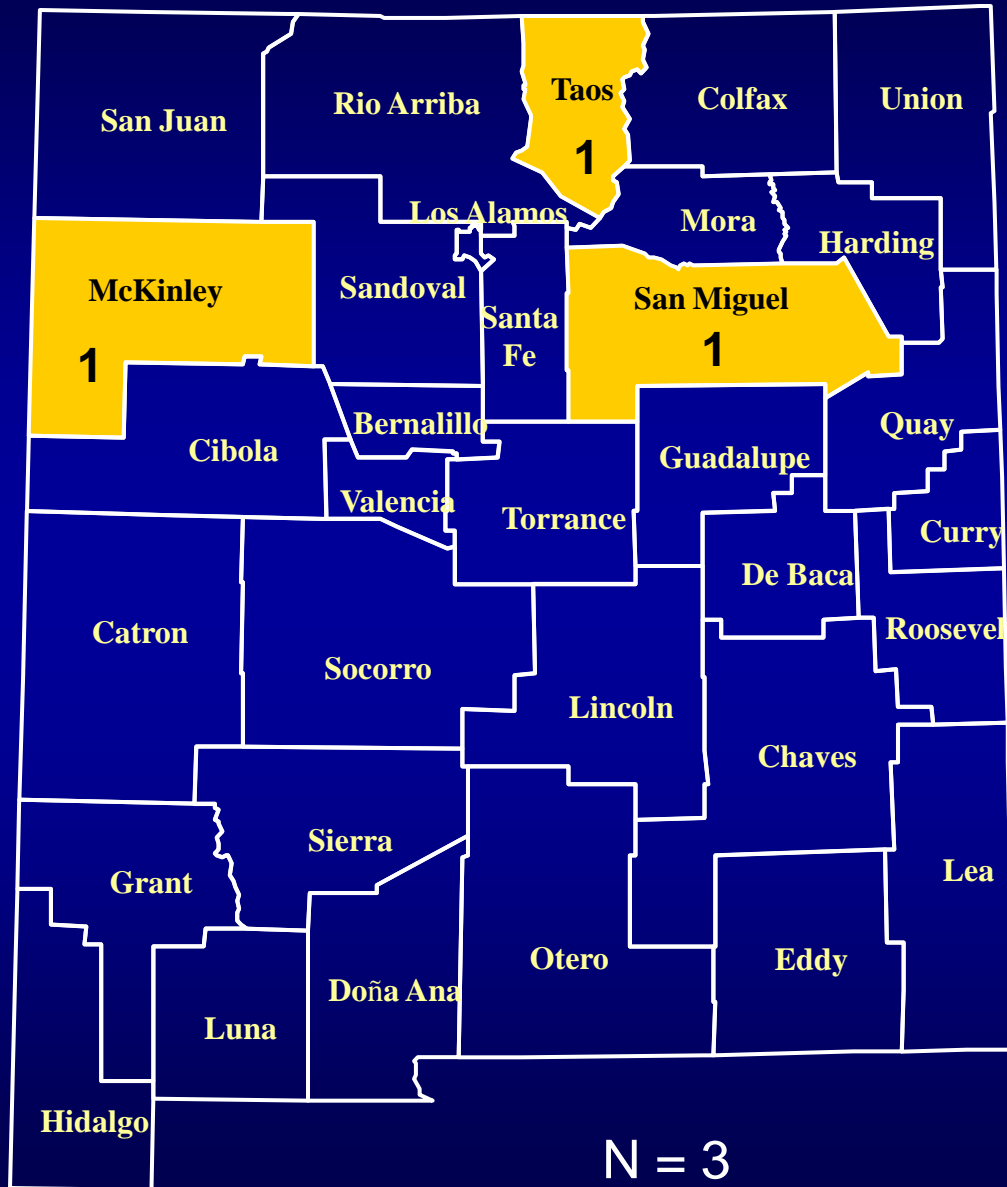 San Juan
Rio Arriba
Taos
1
Colfax
Union
Los Alamos
Mora
Harding
McKinley
1
Sandoval
Santa
Fe
San Miguel
1
Bernalillo
Cibola
Quay
Guadalupe
Valencia
Torrance
Curry
De Baca
Catron
Roosevel
Socorro
Lincoln
Chaves
Sierra
Grant
Lea
Otero
Eddy
Doña Ana
Luna
Hidalgo
N = 3